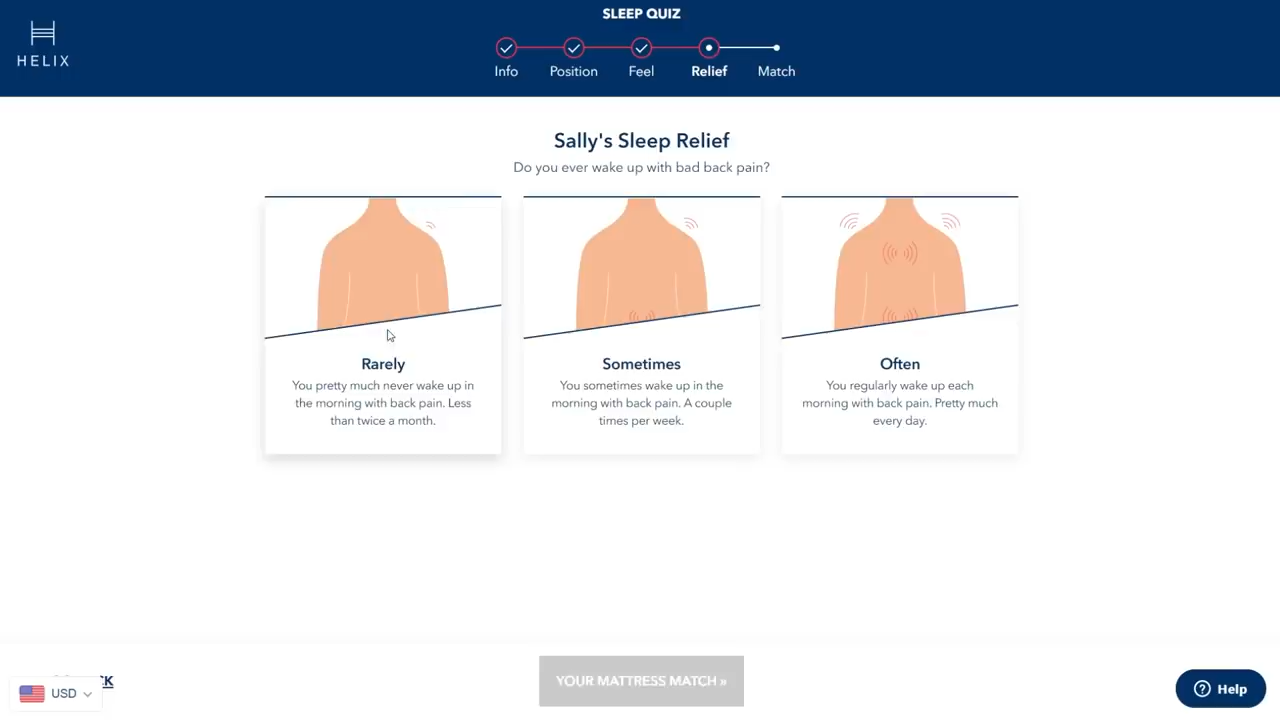 SLEEP QUIZ
HELIX
Info
Position
Feel
Relief
Match
Sally's Sleep Relief
Do you ever wake up with bad back pain?
Rarely
You pretty much never wake up in
the morning with back pain. Less
than twice a month.
Sometimes
You sometimes wake up in the
morning with back pain. A couple
times per week.
Often
You regularly wake up each
morning with back pain. Pretty much
every day.
USD
YOUR MATTRESS MATCH »
Help